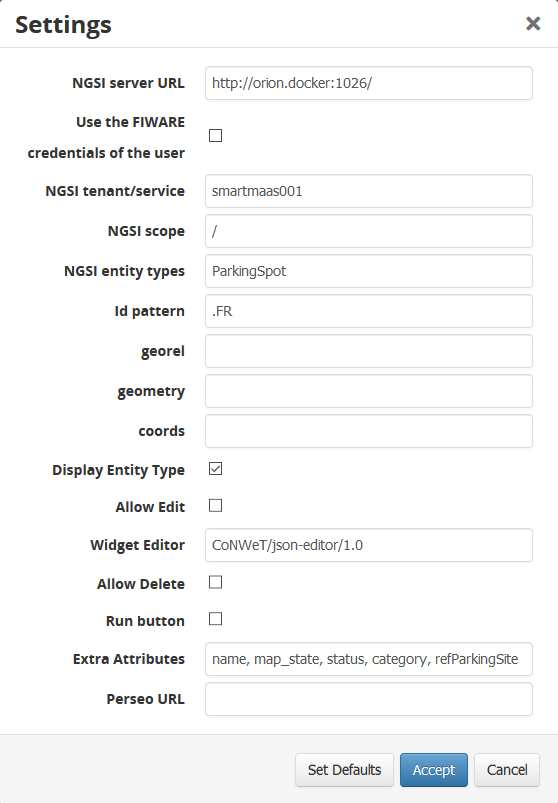 Settings
NGSI server URL http://orion.docker:1026/
Use the FIWARE
credentials of the user
NGSI tenant/service smartmaas001
NGSI scope /
NGSI entity types ParkingSpot
Id pattern .FR
georel
geometry
coords
Display Entity Type
Allow Edit
Widget Editor CoNWeT/json-editor/1.0
Allow Delete
Run button
Extra Attributes name, map_state, status, category, refParkingSite
Perseo URL
Set Defaults Accept Cancel